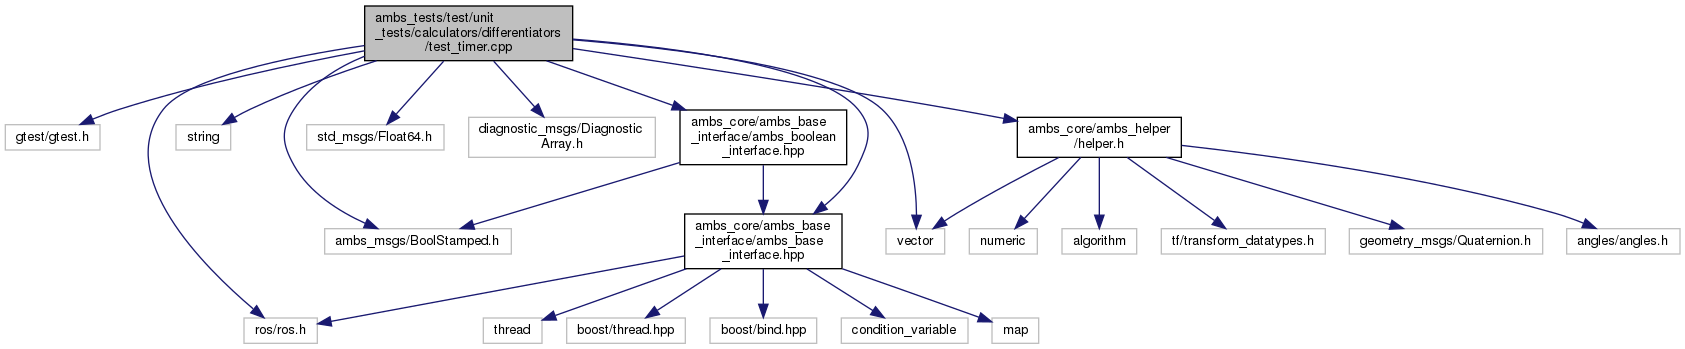 ambs_tests/test/unit
_tests/calculators/differentiators
/test_timer.cpp
gtest/gtest.h
string
std_msgs/Float64.h
diagnostic_msgs/Diagnostic
Array.h
ambs_core/ambs_base
_interface/ambs_boolean
_interface.hpp
ambs_core/ambs_helper
/helper.h
ambs_msgs/BoolStamped.h
ambs_core/ambs_base
_interface/ambs_base
_interface.hpp
vector
numeric
algorithm
tf/transform_datatypes.h
geometry_msgs/Quaternion.h
angles/angles.h
ros/ros.h
thread
boost/thread.hpp
boost/bind.hpp
condition_variable
map